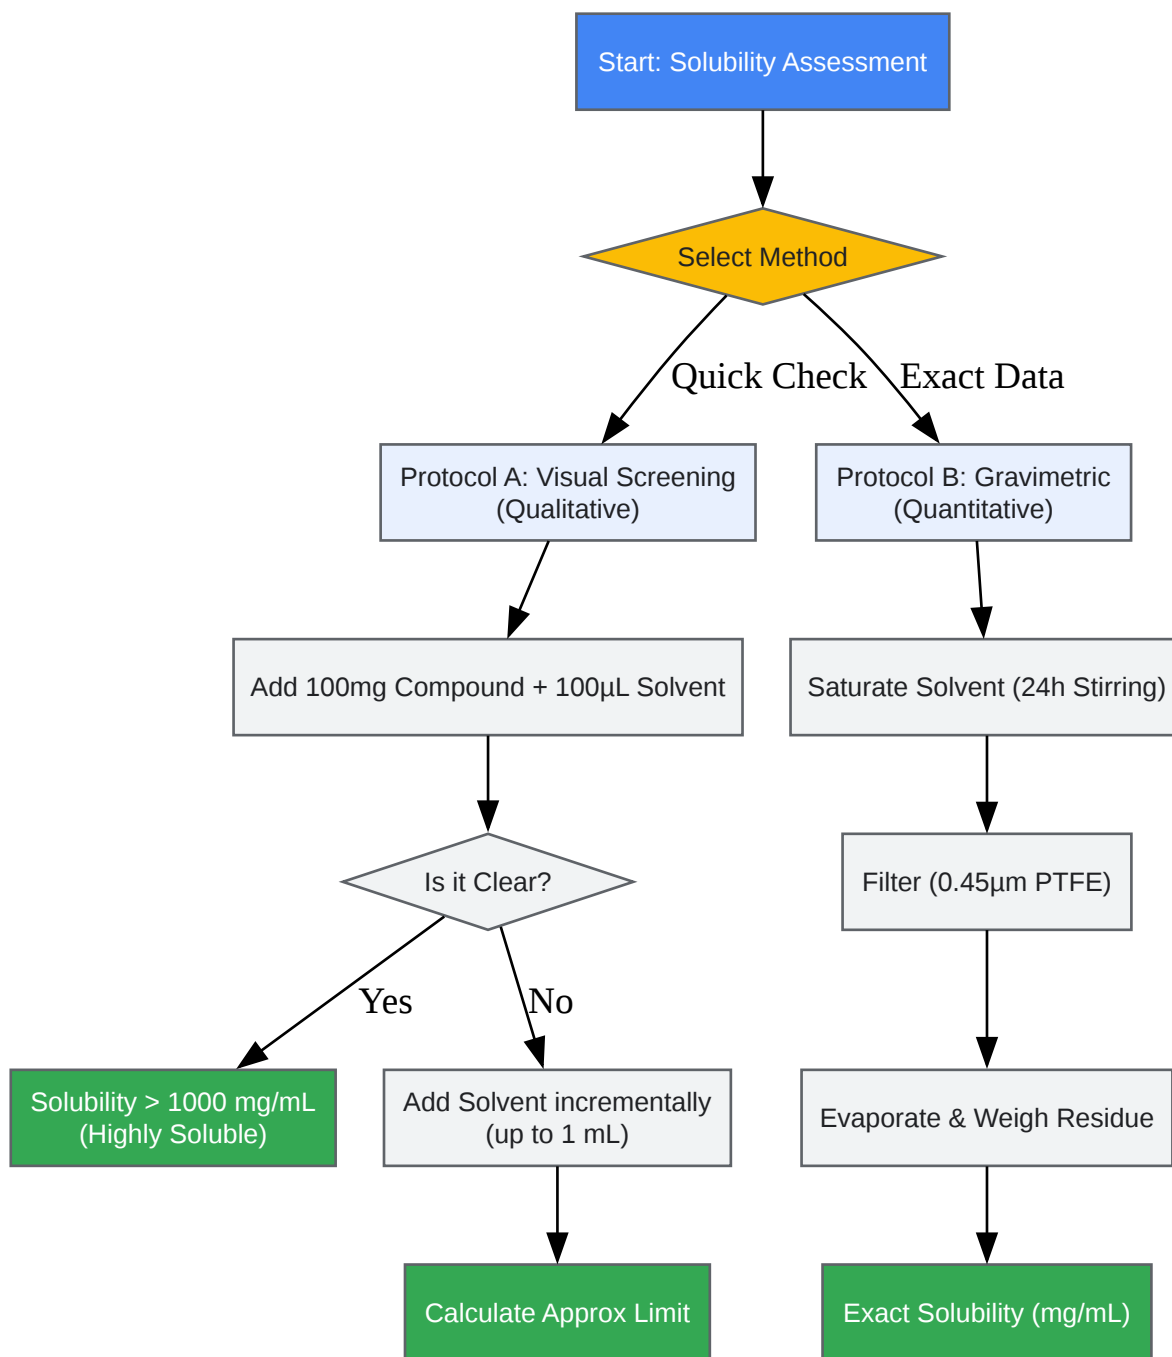 Start: Solubility Assessment
Select Method
Quick Check
Exact Data
Protocol A: Visual Screening
(Qualitative)
Protocol B: Gravimetric
(Quantitative)
Add 100mg Compound + 100µL Solvent
Saturate Solvent (24h Stirring)
Is it Clear?
Filter (0.45µm PTFE)
Yes
No
Solubility > 1000 mg/mL
(Highly Soluble)
Add Solvent incrementally
(up to 1 mL)
Evaporate & Weigh Residue
Calculate Approx Limit
Exact Solubility (mg/mL)